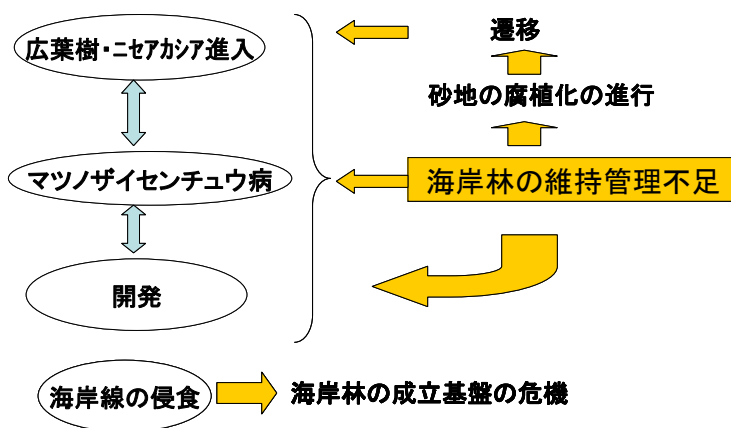 広葉樹・ニセアカシア進入
遷移
砂地の腐植化の進行
マツノザイセンチュウ病
海岸林の維持管理不足
開発
海岸線の侵食
海岸林の成立基盤の危機